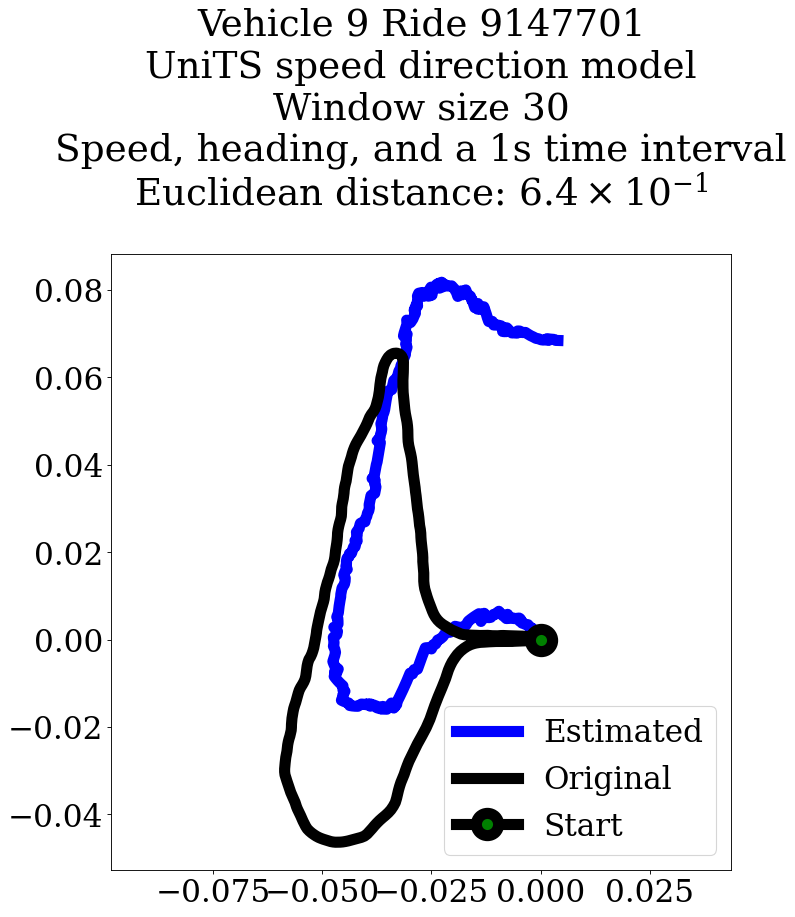 Vehicle 9 Ride 9147701
UniTS speed direction model
Window size 30
Speed, heading, and a 1s time interval
Euclidean distance: $6.4 \times 10^{-1}$
0.08
0.06
0.04
0.02
0.00
−0.02
−0.04
Estimated
Original
Start
−0.075 −0.050 −0.025 0.000 0.025